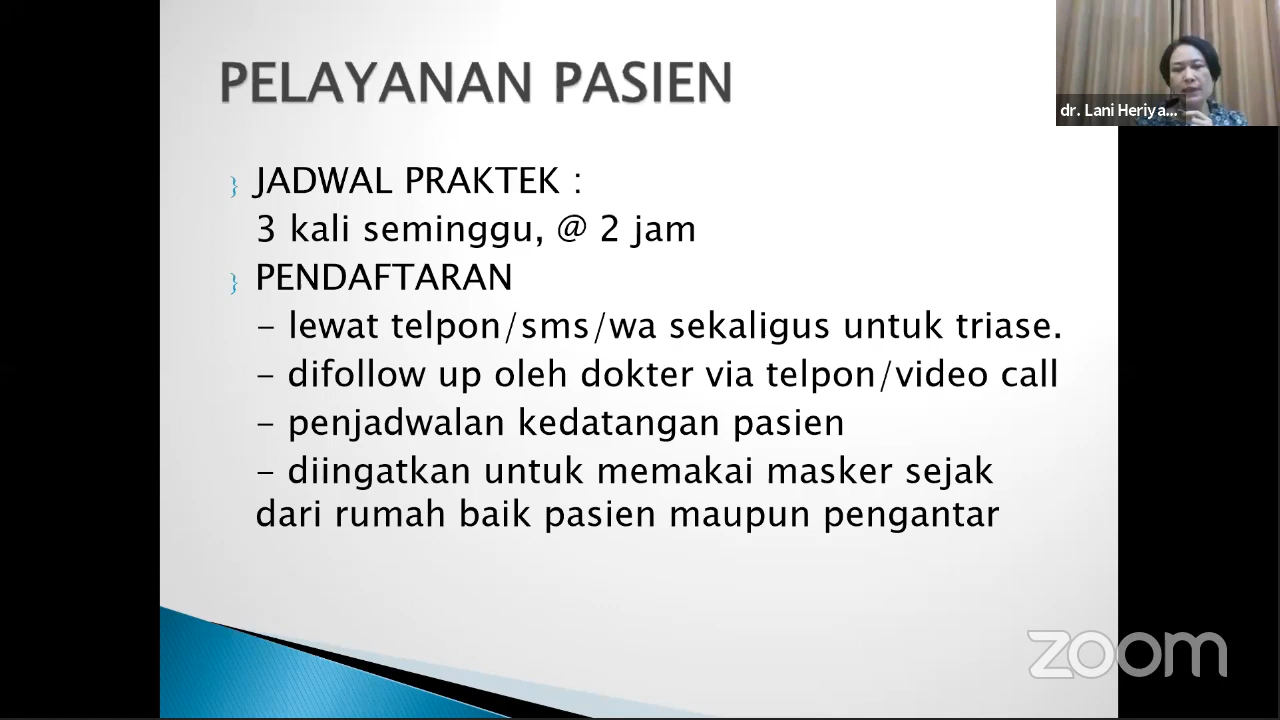 PELAYANAN PASIEN
dr. Lani Heriya...
JADWAL PRAKTEK :
3 kali seminggu, @ 2 jam
PENDAFTARAN
- lewat telpon/sms/wa sekaligus untuk triase.
- difollow up oleh dokter via telpon/video call
- penjadwalan kedatangan pasien
- diingatkan untuk memakai masker sejak
dari rumah baik pasien maupun pengantar
zoom